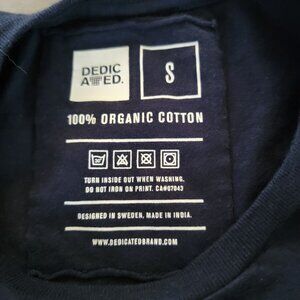 DEDIC
ATED.
S
100% ORGANIC COTTON
TURN INSIDE OUT WHEN WASHING.
DO NOT IRON ON PRINT. CA#07043
DESIGNED IN SWEDEN, MADE IN INDIA.
WWW.DEDICATEDBRAND.COM